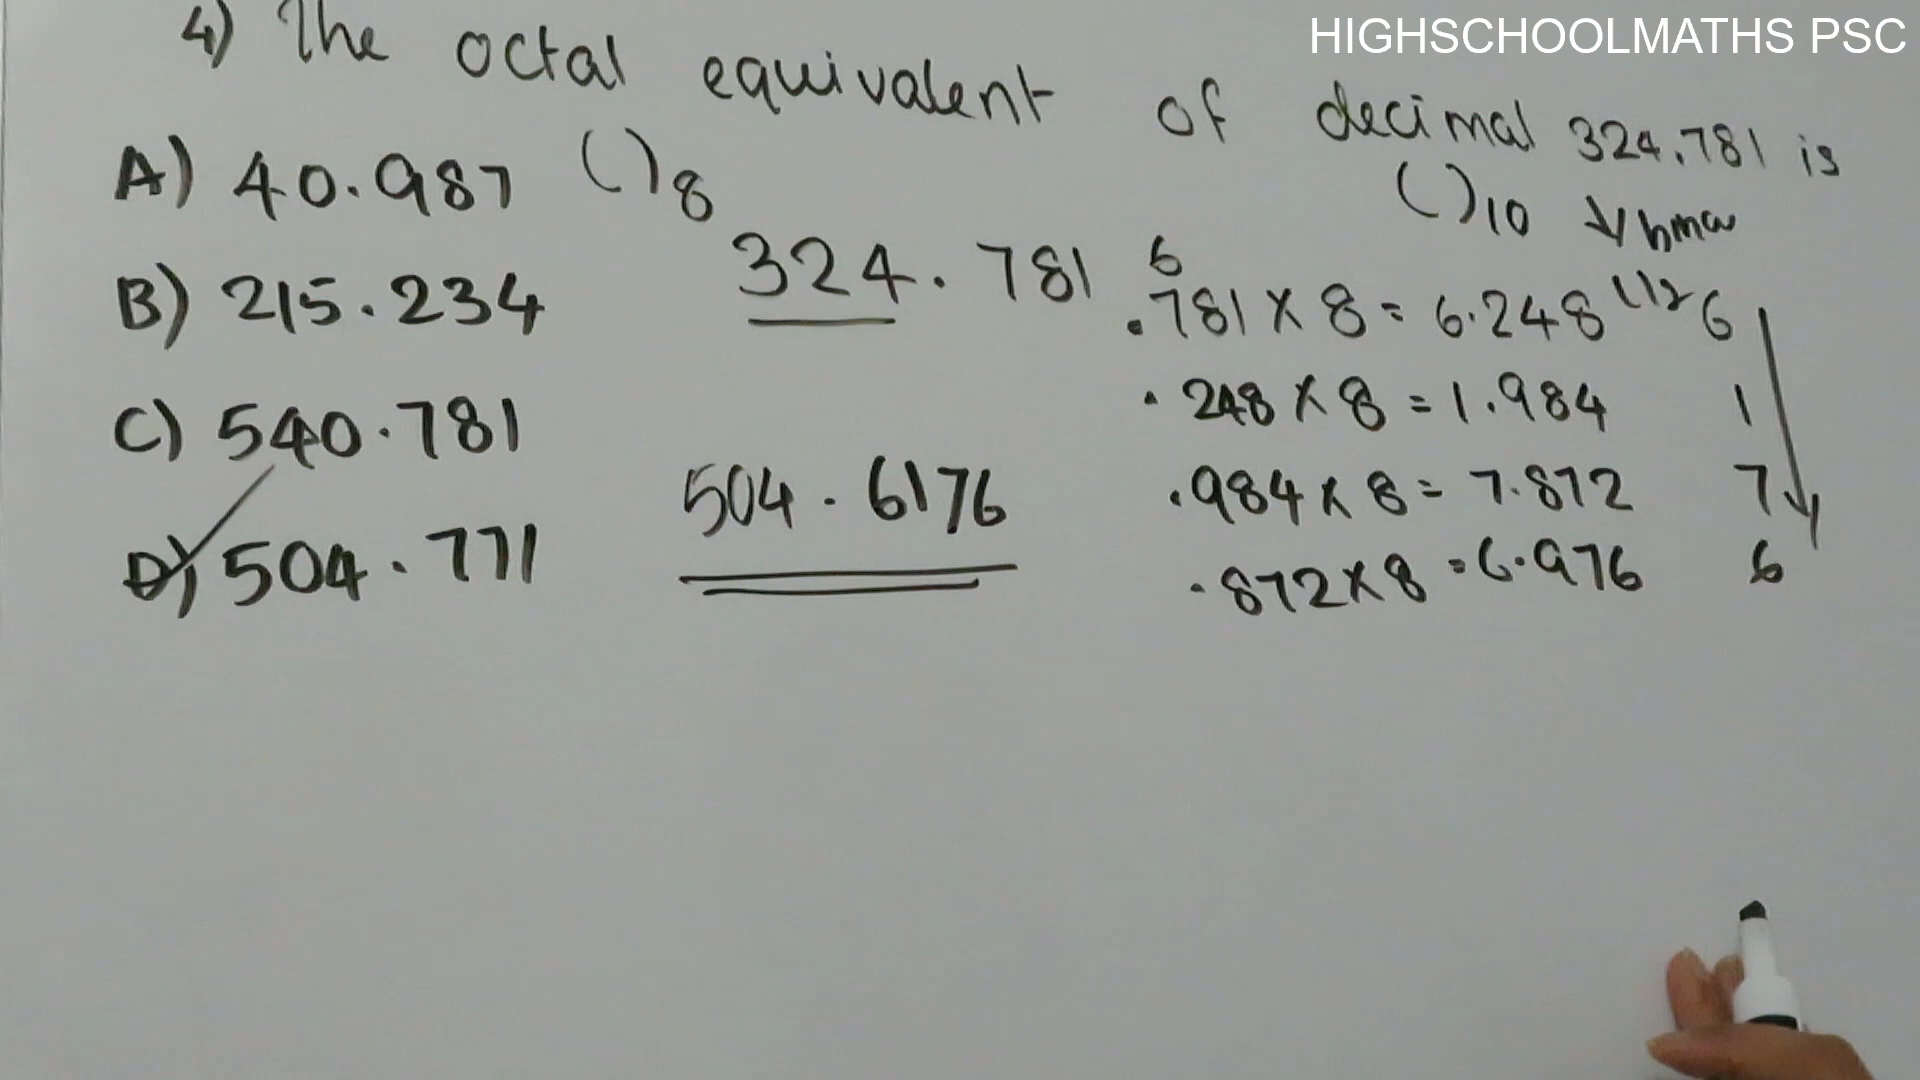 HIGHSCHOOLMATHS PSC
4) The octal equivalent of decimal 324.781 is
( )10
A) 40.987 ( )8
B) 215.234
C) 540.781
D) 504.771
324.781
504.6176
6
.781 × 8 = 6.248 6
.248 × 8 = 1.984 1
.984 × 8 = 7.872 7
.872 × 8 = 6.976 6